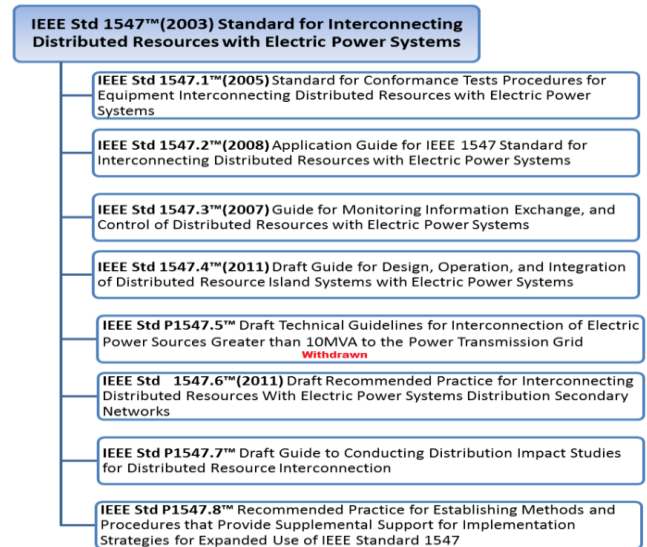 IEEE Std 1547™(2003) Standard for Interconnecting
Distributed Resources with Electric Power Systems
IEEE Std 1547.1™(2005) Standard for Conformance Tests Procedures for
Equipment Interconnecting Distributed Resources with Electric Power
Systems
IEEE Std 1547.2™(2008) Application Guide for IEEE 1547 Standard for
Interconnecting Distributed Resources with Electric Power Systems
IEEE Std 1547.3™(2007) Guide for Monitoring Information Exchange, and
Control of Distributed Resources with Electric Power Systems
IEEE Std 1547.4™(2011) Draft Guide for Design, Operation, and Integration
of Distributed Resource Island Systems with Electric Power Systems
IEEE Std P1547.5™ Draft Technical Guidelines for Interconnection of Electric
Power Sources Greater than 10MVA to the Power Transmission Grid
Withdrawn
IEEE Std 1547.6™(2011) Draft Recommended Practice for Interconnecting
Distributed Resources With Electric Power Systems Distribution Secondary
Networks
IEEE Std P1547.7™ Draft Guide to Conducting Distribution Impact Studies
for Distributed Resource Interconnection
IEEE Std P1547.8™ Recommended Practice for Establishing Methods and
Procedures that Provide Supplemental Support for Implementation
Strategies for Expanded Use of IEEE Standard 1547